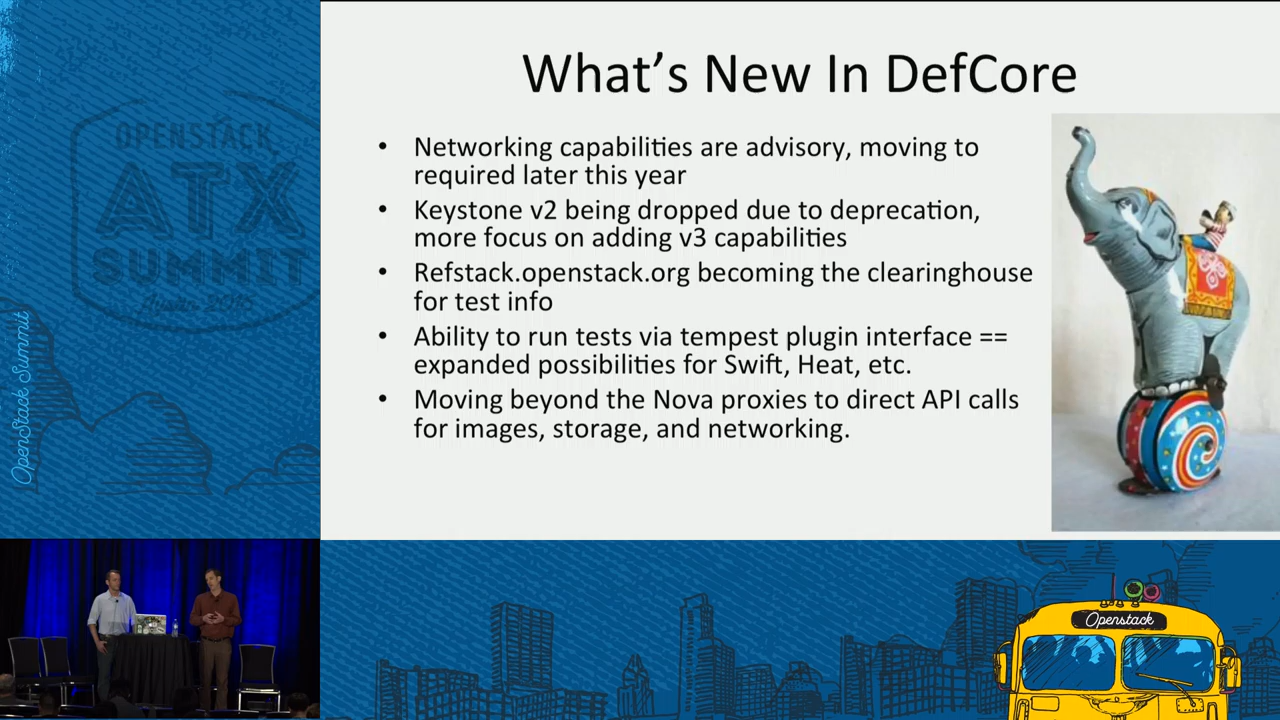 OPENSTACK
ATX
SUMMIT
Austin
OpenStack Summit
What's New In DefCore
• Networking capabilities are advisory, moving to
required later this year
• Keystone v2 being dropped due to deprecation,
more focus on adding v3 capabilities
• Refstack.openstack.org becoming the clearinghouse
for test info
• Ability to run tests via tempest plugin interface ==
expanded possibilities for Swift, Heat, etc.
• Moving beyond the Nova proxies to direct API calls
for images, storage, and networking.
Openstack